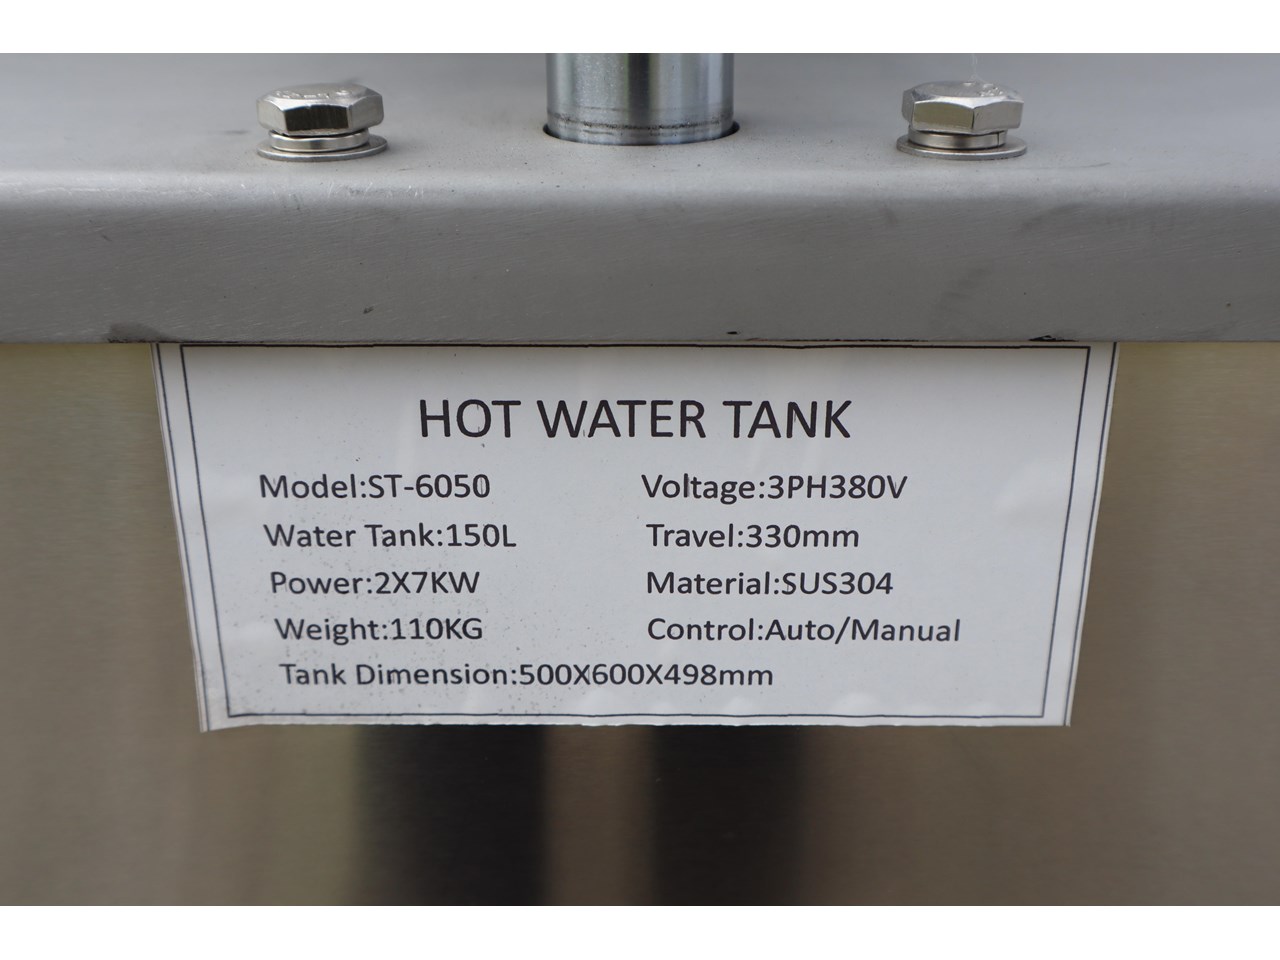 HOT WATER TANK
Model:ST-6050 Voltage:3PH380V
Water Tank:150L Travel:330mm
Power:2X7KW Material:SUS304
Weight:110KG Control:Auto/Manual
Tank Dimension:500X600X498mm